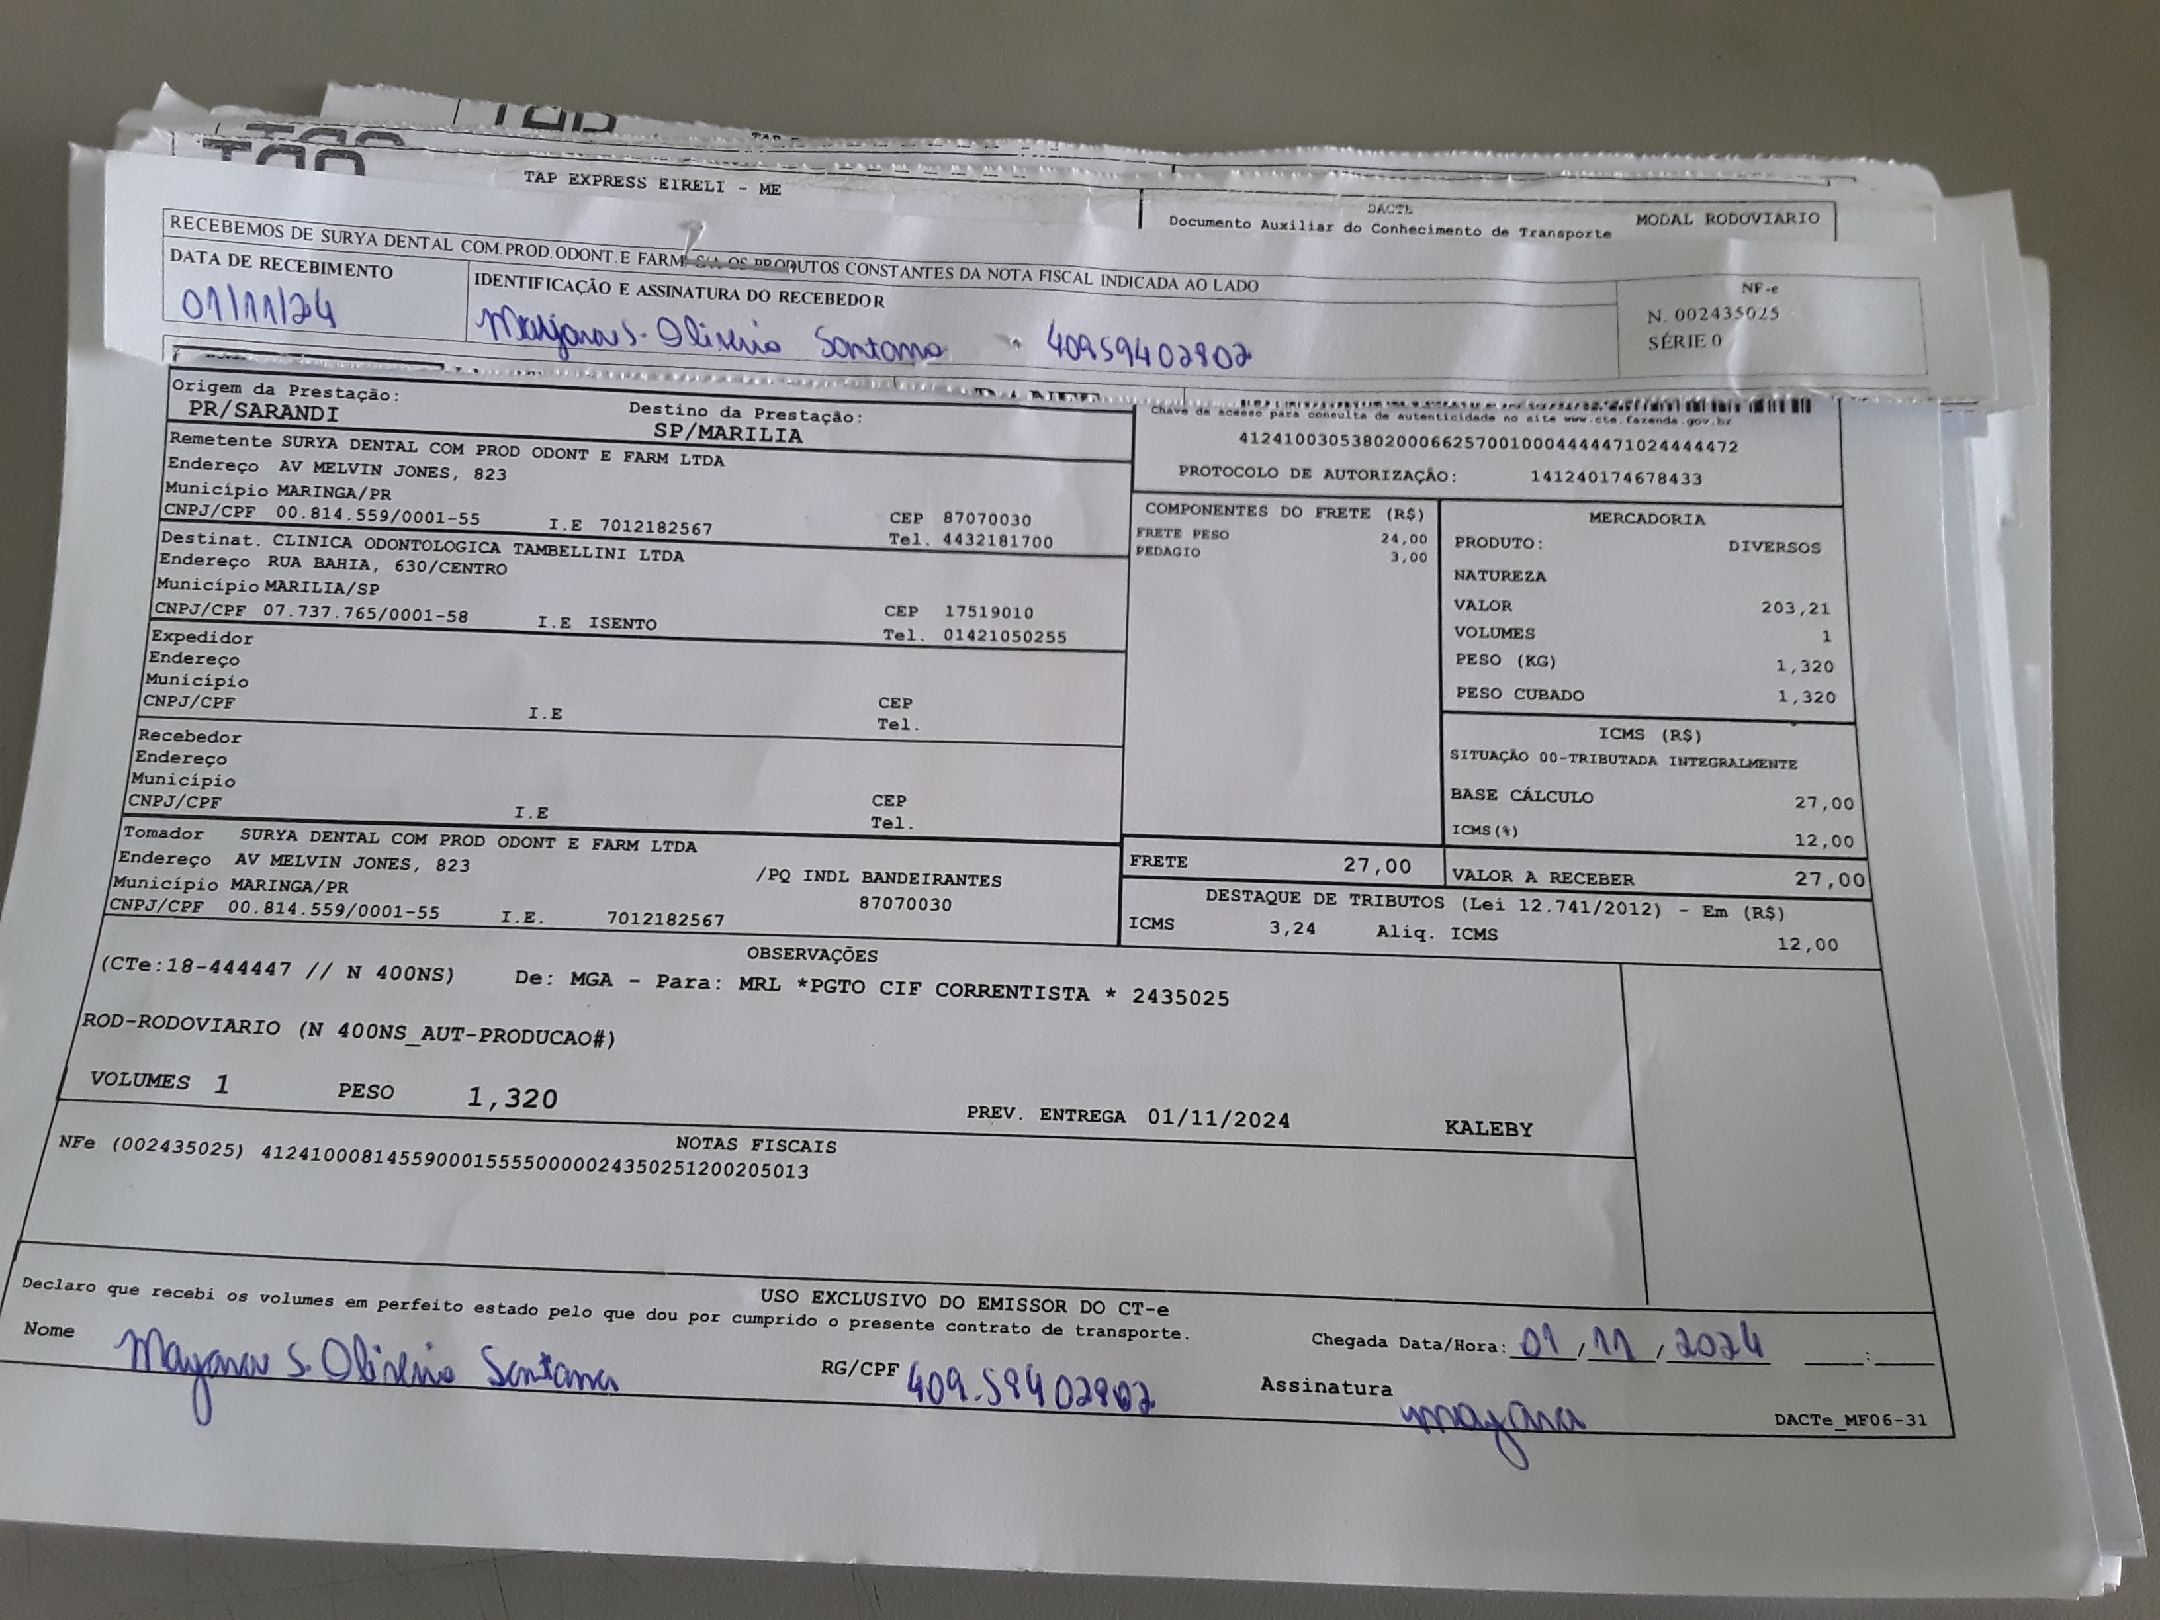 TAP EXPRESS EIRELI - ME
DACTE
Documento Auxiliar do Conhecimento de Transporte
MODAL RODOVIARIO
RECEBEMOS DE SURYA DENTAL COM.PROD.ODONT.E FARM S/A OS PRODUTOS CONSTANTES DA NOTA FISCAL INDICADA AO LADO
DATA DE RECEBIMENTO
01/11/24
IDENTIFICAÇÃO E ASSINATURA DO RECEBEDOR
Mayara S. Oliveira Santana - 40959402802
NF-e
N. 002435025
SÉRIE 0
Origem da Prestação:
PR/SARANDI
Destino da Prestação:
SP/MARILIA
Chave de acesso para consulta de autenticidade no site www.cte.fazenda.gov.br
41241003053802000662570010004444471024444472
PROTOCOLO DE AUTORIZAÇÃO: 141240174678433
Remetente SURYA DENTAL COM PROD ODONT E FARM LTDA
Endereço AV MELVIN JONES, 823
Município MARINGA/PR
CNPJ/CPF 00.814.559/0001-55 I.E 7012182567
CEP 87070030
Tel. 4432181700
Destinat. CLINICA ODONTOLOGICA TAMBELLINI LTDA
Endereço RUA BAHIA, 630/CENTRO
Município MARILIA/SP
CNPJ/CPF 07.737.765/0001-58 I.E ISENTO
CEP 17519010
Tel. 01421050255
Expedidor
Endereço
Município
CNPJ/CPF I.E
CEP
Tel.
Recebedor
Endereço
Município
CNPJ/CPF I.E
CEP
Tel.
Tomador SURYA DENTAL COM PROD ODONT E FARM LTDA
Endereço AV MELVIN JONES, 823 /PQ INDL BANDEIRANTES
Município MARINGA/PR 87070030
CNPJ/CPF 00.814.559/0001-55 I.E. 7012182567
COMPONENTES DO FRETE (R$)
FRETE PESO 24,00
PEDAGIO 3,00
MERCADORIA
PRODUTO: DIVERSOS
NATUREZA
VALOR 203,21
VOLUMES 1
PESO (KG) 1,320
PESO CUBADO 1,320
ICMS (R$)
SITUAÇÃO 00-TRIBUTADA INTEGRALMENTE
BASE CÁLCULO 27,00
ICMS(%) 12,00
FRETE 27,00
VALOR A RECEBER 27,00
DESTAQUE DE TRIBUTOS (Lei 12.741/2012) - Em (R$)
ICMS 3,24 Aliq. ICMS 12,00
OBSERVAÇÕES
(CTe:18-444447 // N 400NS) De: MGA - Para: MRL *PGTO CIF CORRENTISTA * 2435025
ROD-RODOVIARIO (N 400NS_AUT-PRODUCAO#)
VOLUMES 1 PESO 1,320 PREV. ENTREGA 01/11/2024 KALEBY
NOTAS FISCAIS
NFe (002435025) 41241000814559000155550000024350251200205013
USO EXCLUSIVO DO EMISSOR DO CT-e
Declaro que recebi os volumes em perfeito estado pelo que dou por cumprido o presente contrato de transporte.
Chegada Data/Hora: 01/11/2024 __:__
Nome Mayara S. Oliveira Santana RG/CPF 409.59402802 Assinatura mayara
DACTe_MF06-31